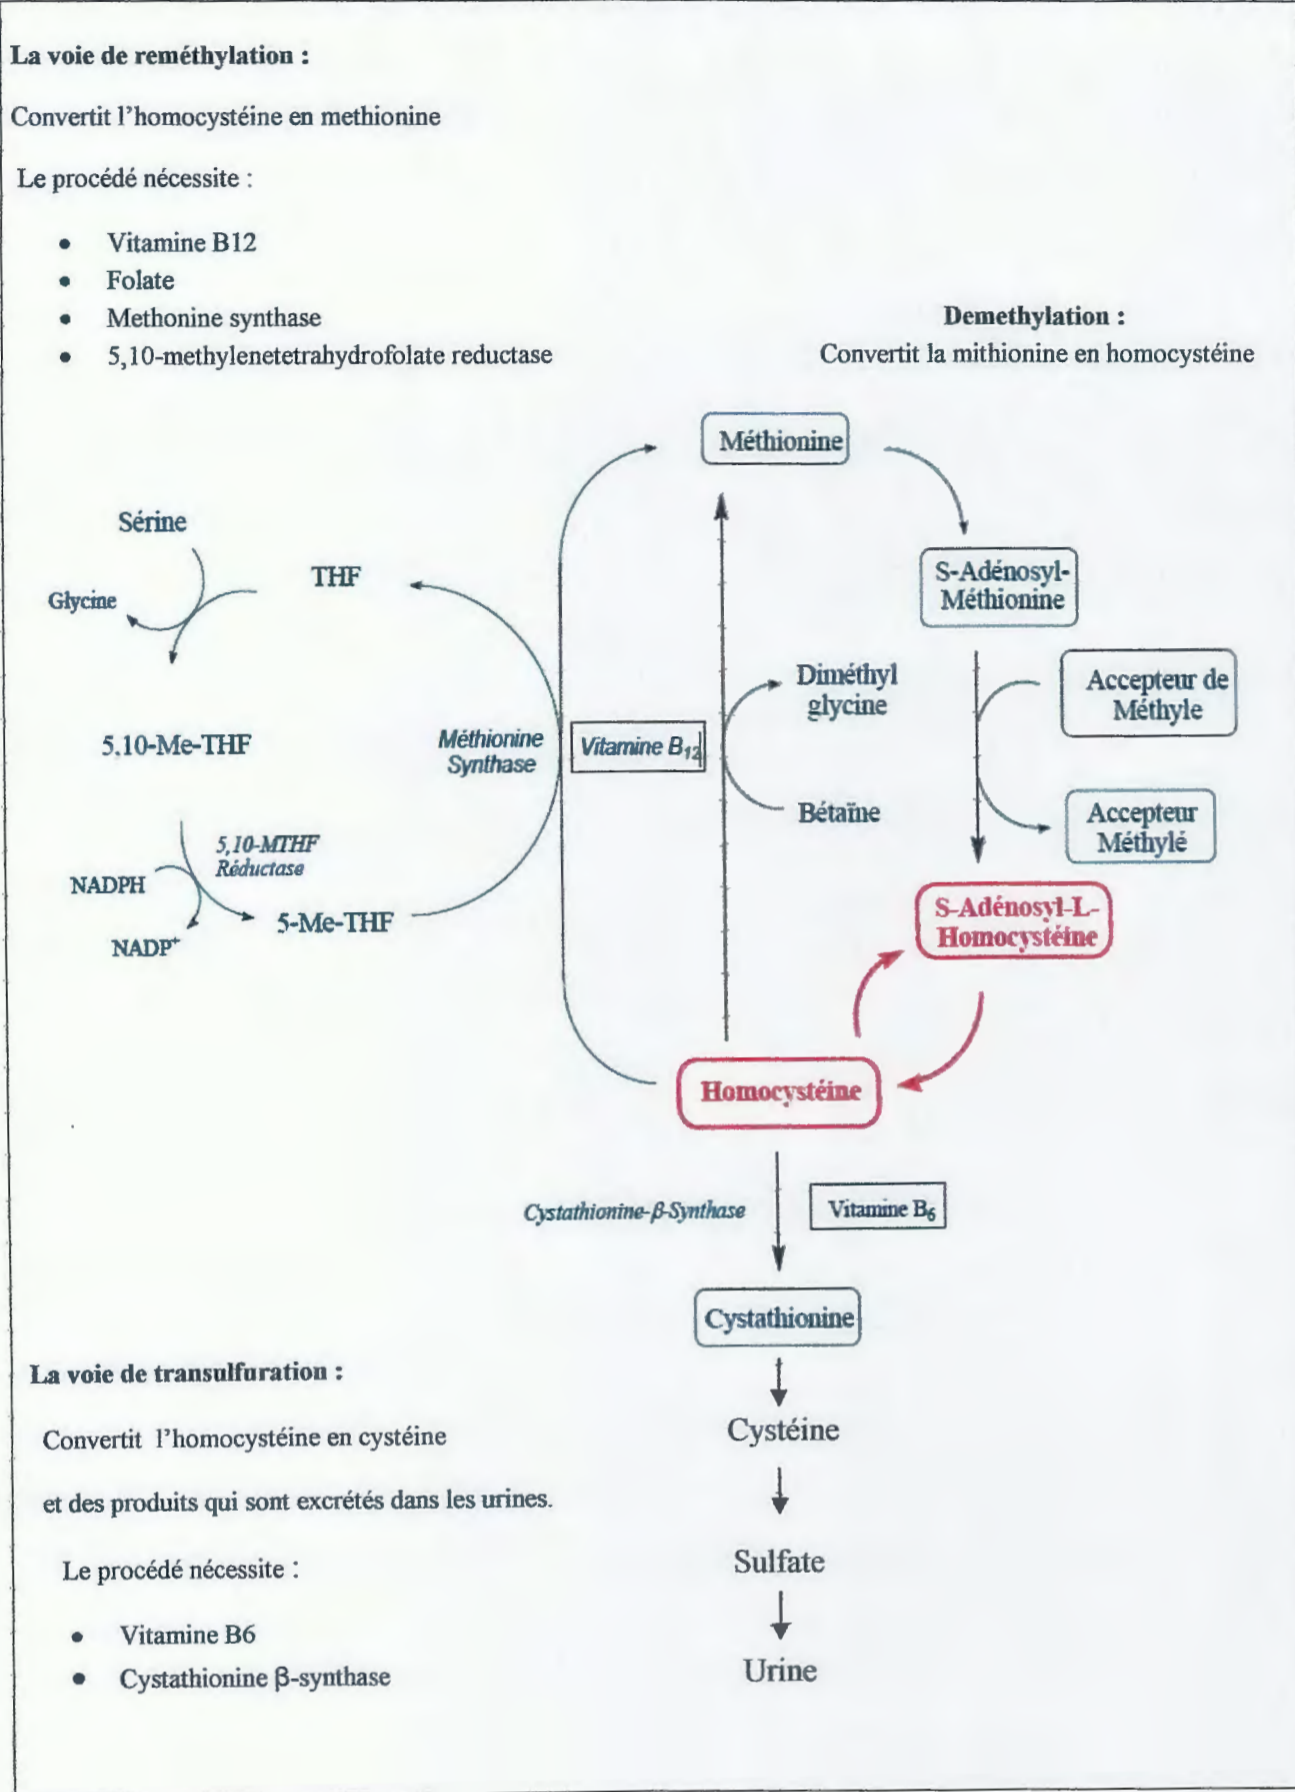 La voie de reméthylation :
Convertit l'homocystéine en methionine
Le procédé nécessite :
• Vitamine B12
• Folate
• Methonine synthase
• 5,10-methylenetetrahydrofolate reductase
Demethylation :
Convertit la mithionine en homocystéine
Méthionine
Sérine
THF
Glycine
S-Adénosyl-
Méthionine
Diméthyl
glycine
Accepteur de
Méthyle
5,10-Me-THF
Méthionine
Synthase
Vitamine B12
Bétaïne
Accepteur
Méthylé
5,10-MTHF
Réductase
NADPH
5-Me-THF
NADP+
S-Adénosyl-L-
Homocystéine
Homocystéine
Cystathionine-β-Synthase
Vitamine B6
Cystathionine
La voie de transulfuration :
Convertit l'homocystéine en cystéine
et des produits qui sont excrétés dans les urines.
Le procédé nécessite :
• Vitamine B6
• Cystathionine β-synthase
Cystéine
Sulfate
Urine